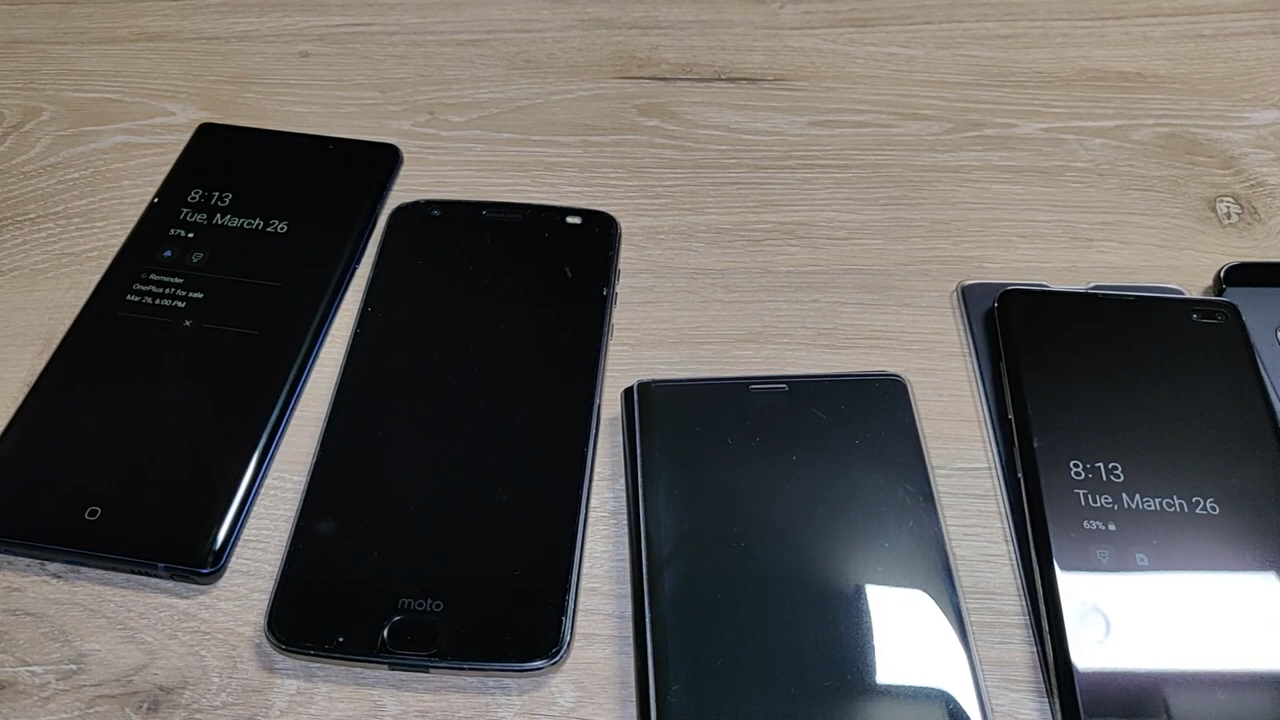 8:13
Tue, March 26
57%
Reminder
OnePlus 6T for sale
Mar 26, 6:00 PM
moto
8:13
Tue, March 26
63%